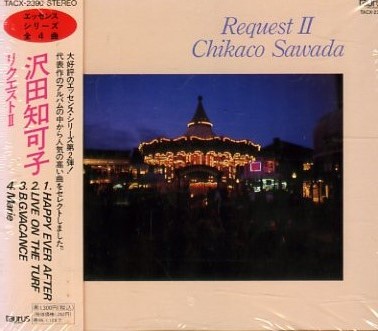 TACX-2390 STEREO
エッセンス
シリーズ
全4曲
大好評のエッセンス・シリーズ第2弾!
代表作のアルバムの中から人気の高い曲をセレクトしました。
沢田知可子
リクエストII
1. HAPPY EVER AFTER
2. LIVE ON THE TURF
3. B.G.VACANCE
4. Marie
taurus
Request II
Chikaco Sawada